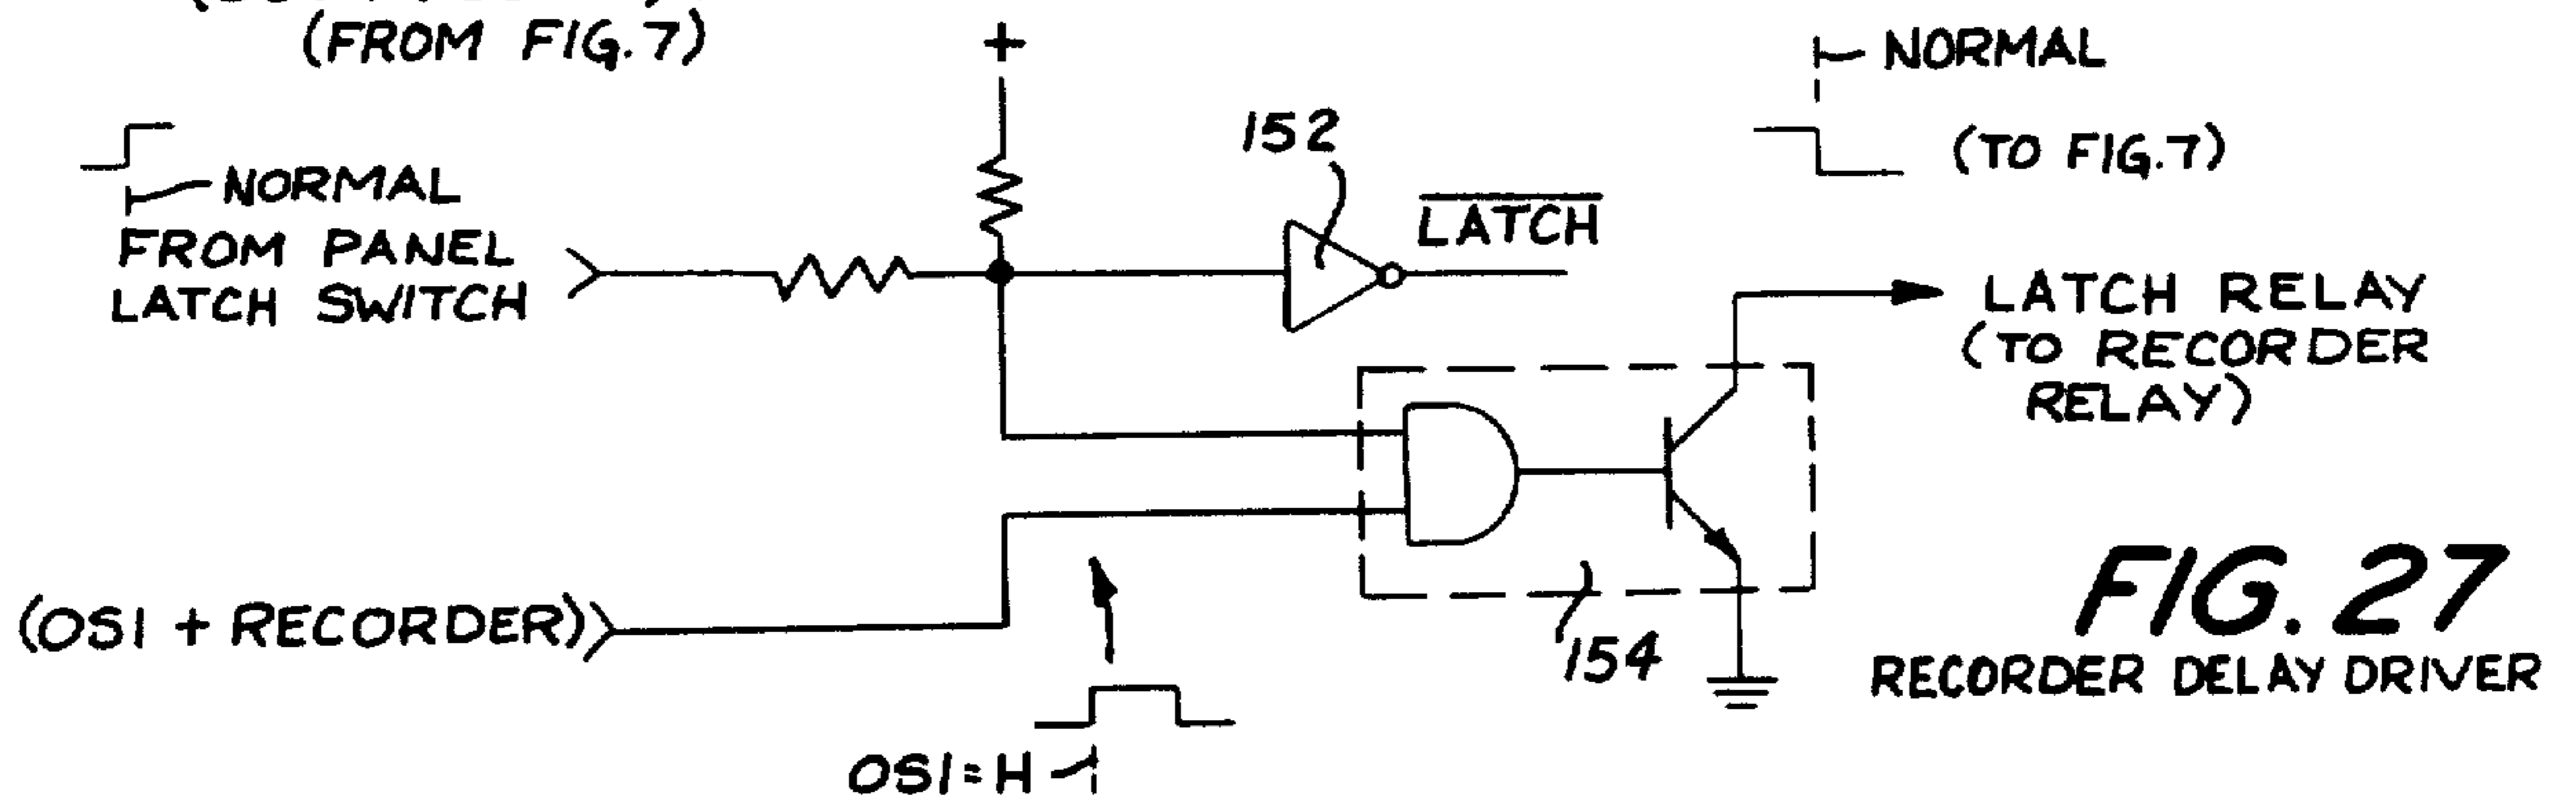 (FROM FIG.7)
+
NORMAL
152
NORMAL
(TO FIG.7)
FROM PANEL
LATCH SWITCH
LATCH
LATCH RELAY
(TO RECORDER
RELAY)
(OS1 + RECORDER)
154
OS1=H
FIG. 27
RECORDER DELAY DRIVER